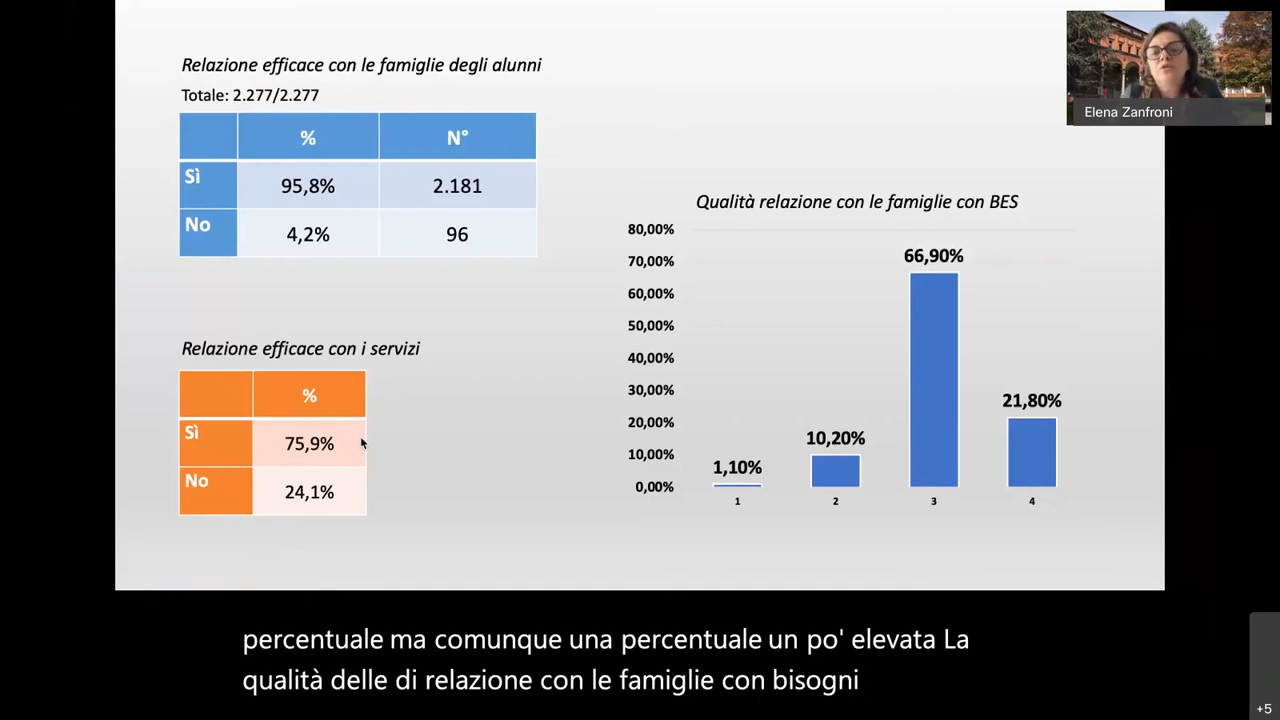 Relazione efficace con le famiglie degli alunni
Totale: 2.277/2.277
% N°
Sì 95,8% 2.181
No 4,2% 96
Relazione efficace con i servizi
%
Sì 75,9%
No 24,1%
Qualità relazione con le famiglie con BES
80,00%
70,00%
60,00%
50,00%
40,00%
30,00%
20,00%
10,00%
0,00%
1,10%
10,20%
66,90%
21,80%
1 2 3 4
Elena Zanfroni
percentuale ma comunque una percentuale un po' elevata La
qualità delle di relazione con le famiglie con bisogni
+5